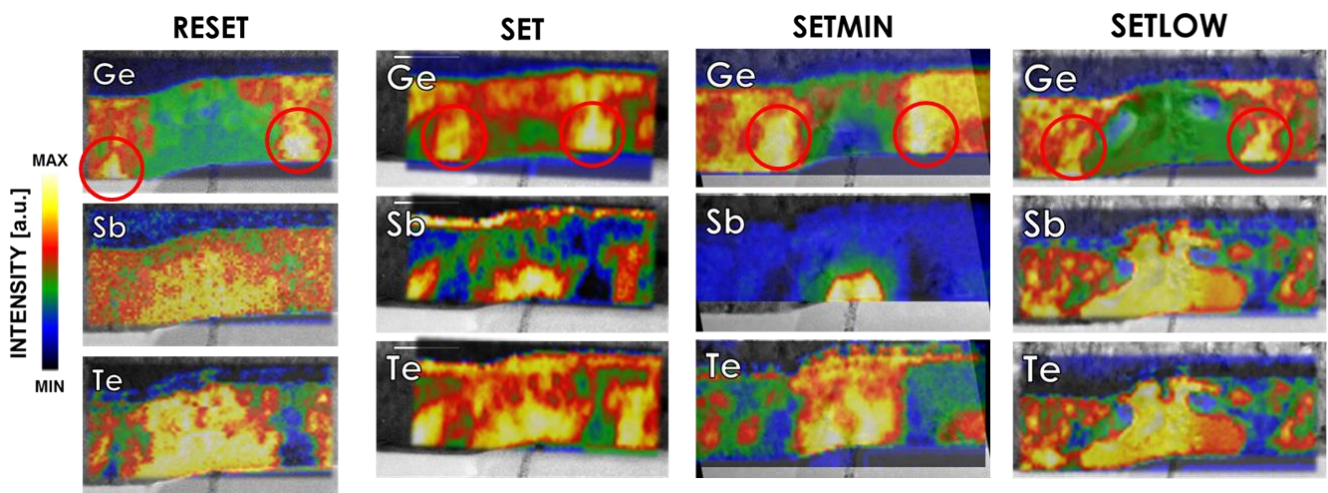 RESET
SET
SETMIN
SETLOW
Ge
Ge
Ge
Ge
MAX
INTENSITY [a.u.]
MIN
Sb
Sb
Sb
Sb
Te
Te
Te
Te